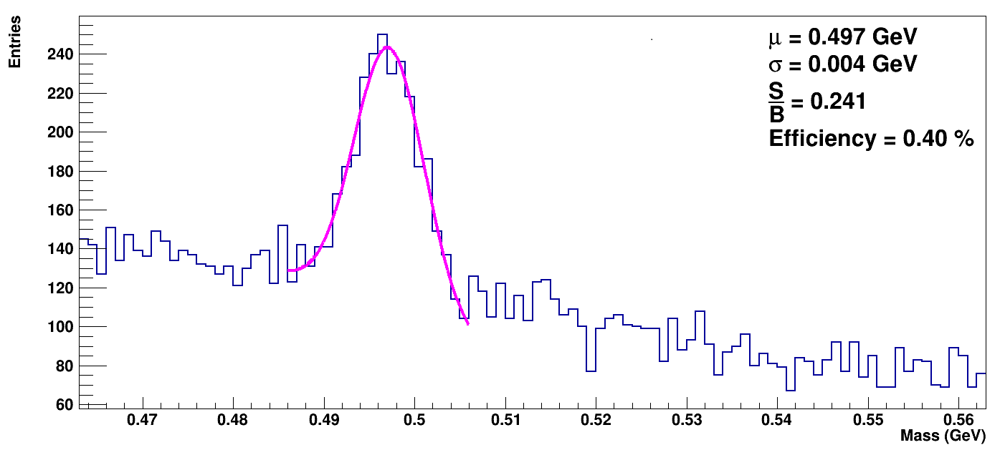 Entries
240
220
200
180
160
140
120
100
80
60
0.47 0.48 0.49 0.5 0.51 0.52 0.53 0.54 0.55 0.56
Mass (GeV)
μ = 0.497 GeV
σ = 0.004 GeV
S
B = 0.241
Efficiency = 0.40 %